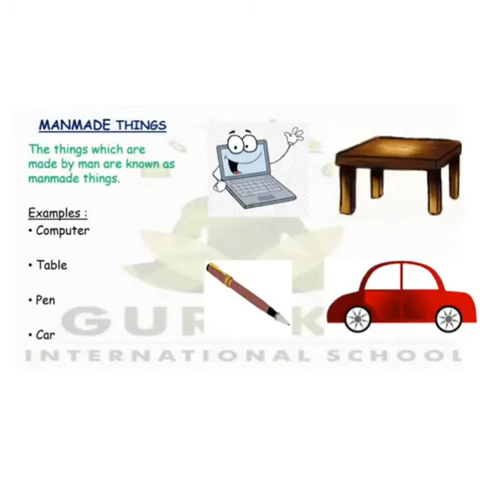 MANMADE THINGS
The things which are
made by man are known as
manmade things.
Examples :
• Computer
• Table
• Pen
• Car
INTERNATIONAL SCHOOL